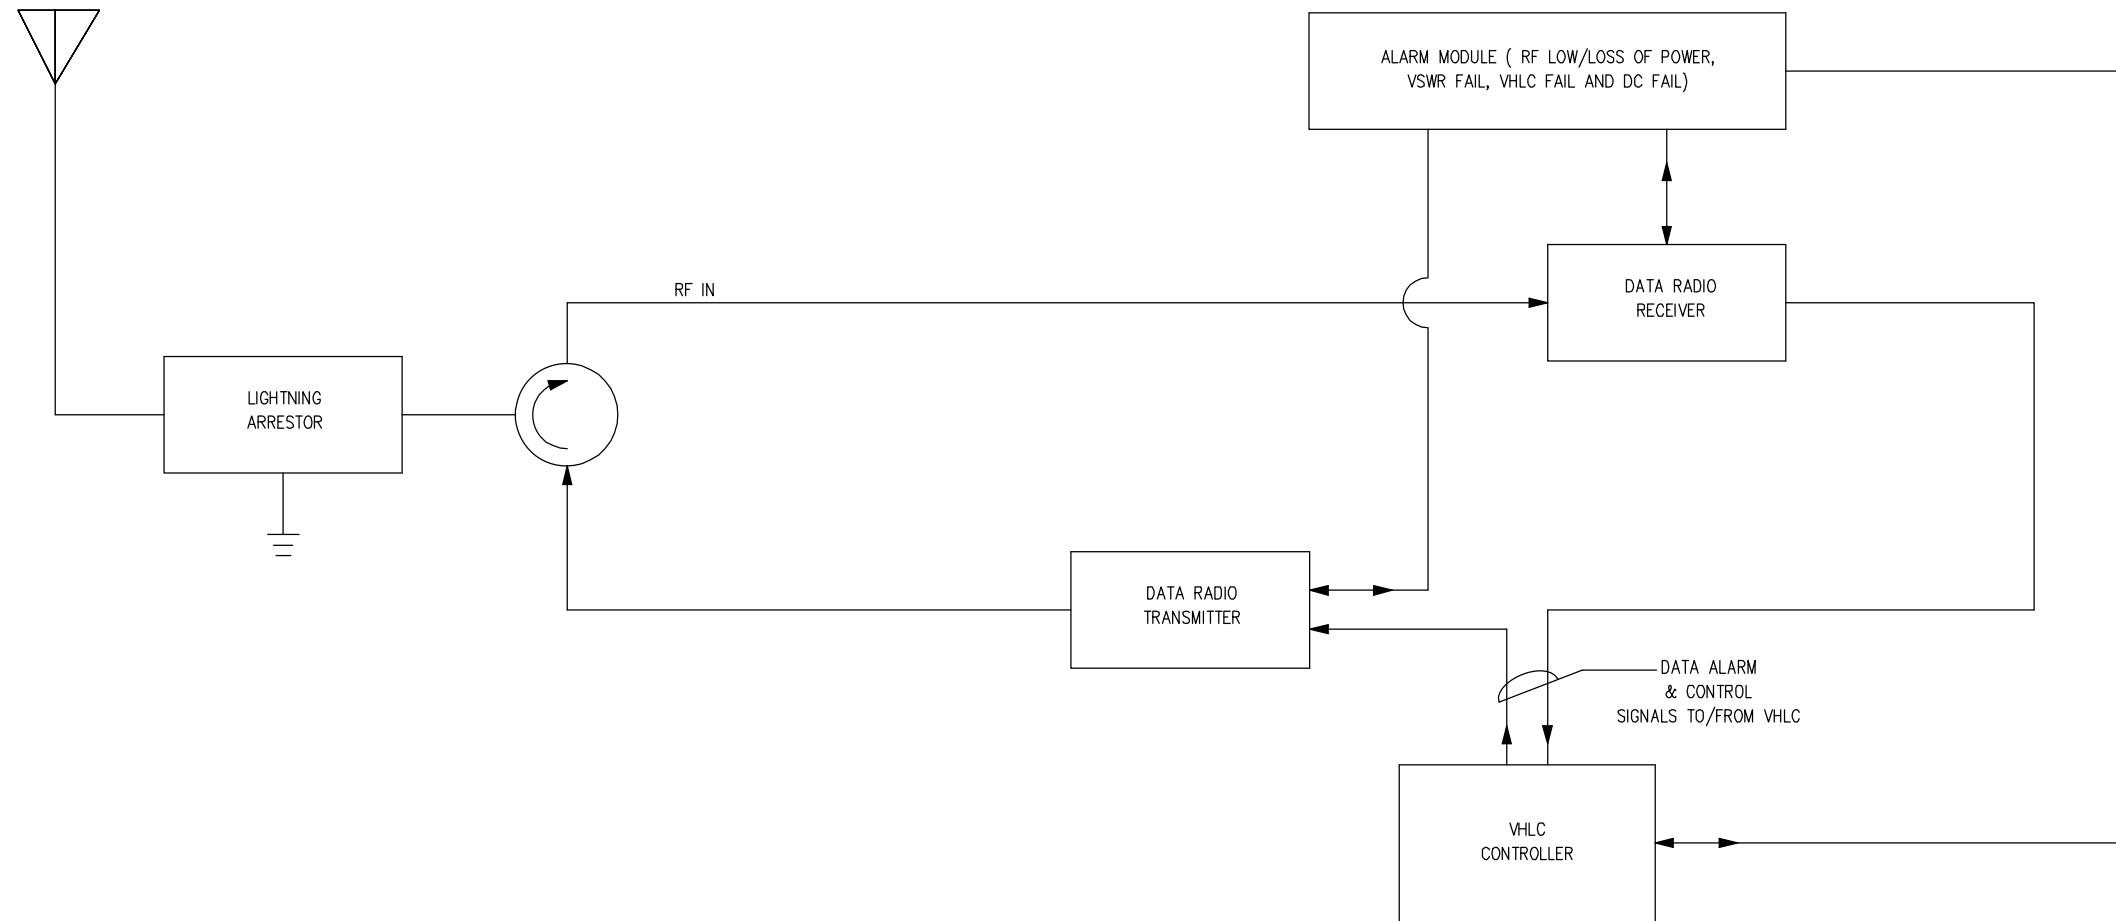 ALARM MODULE ( RF LOW/LOSS OF POWER,
VSWR FAIL, VHLC FAIL AND DC FAIL)
RF IN
DATA RADIO
RECEIVER
LIGHTNING
ARRESTOR
DATA RADIO
TRANSMITTER
DATA ALARM
& CONTROL
SIGNALS TO/FROM VHLC
VHLC
CONTROLLER